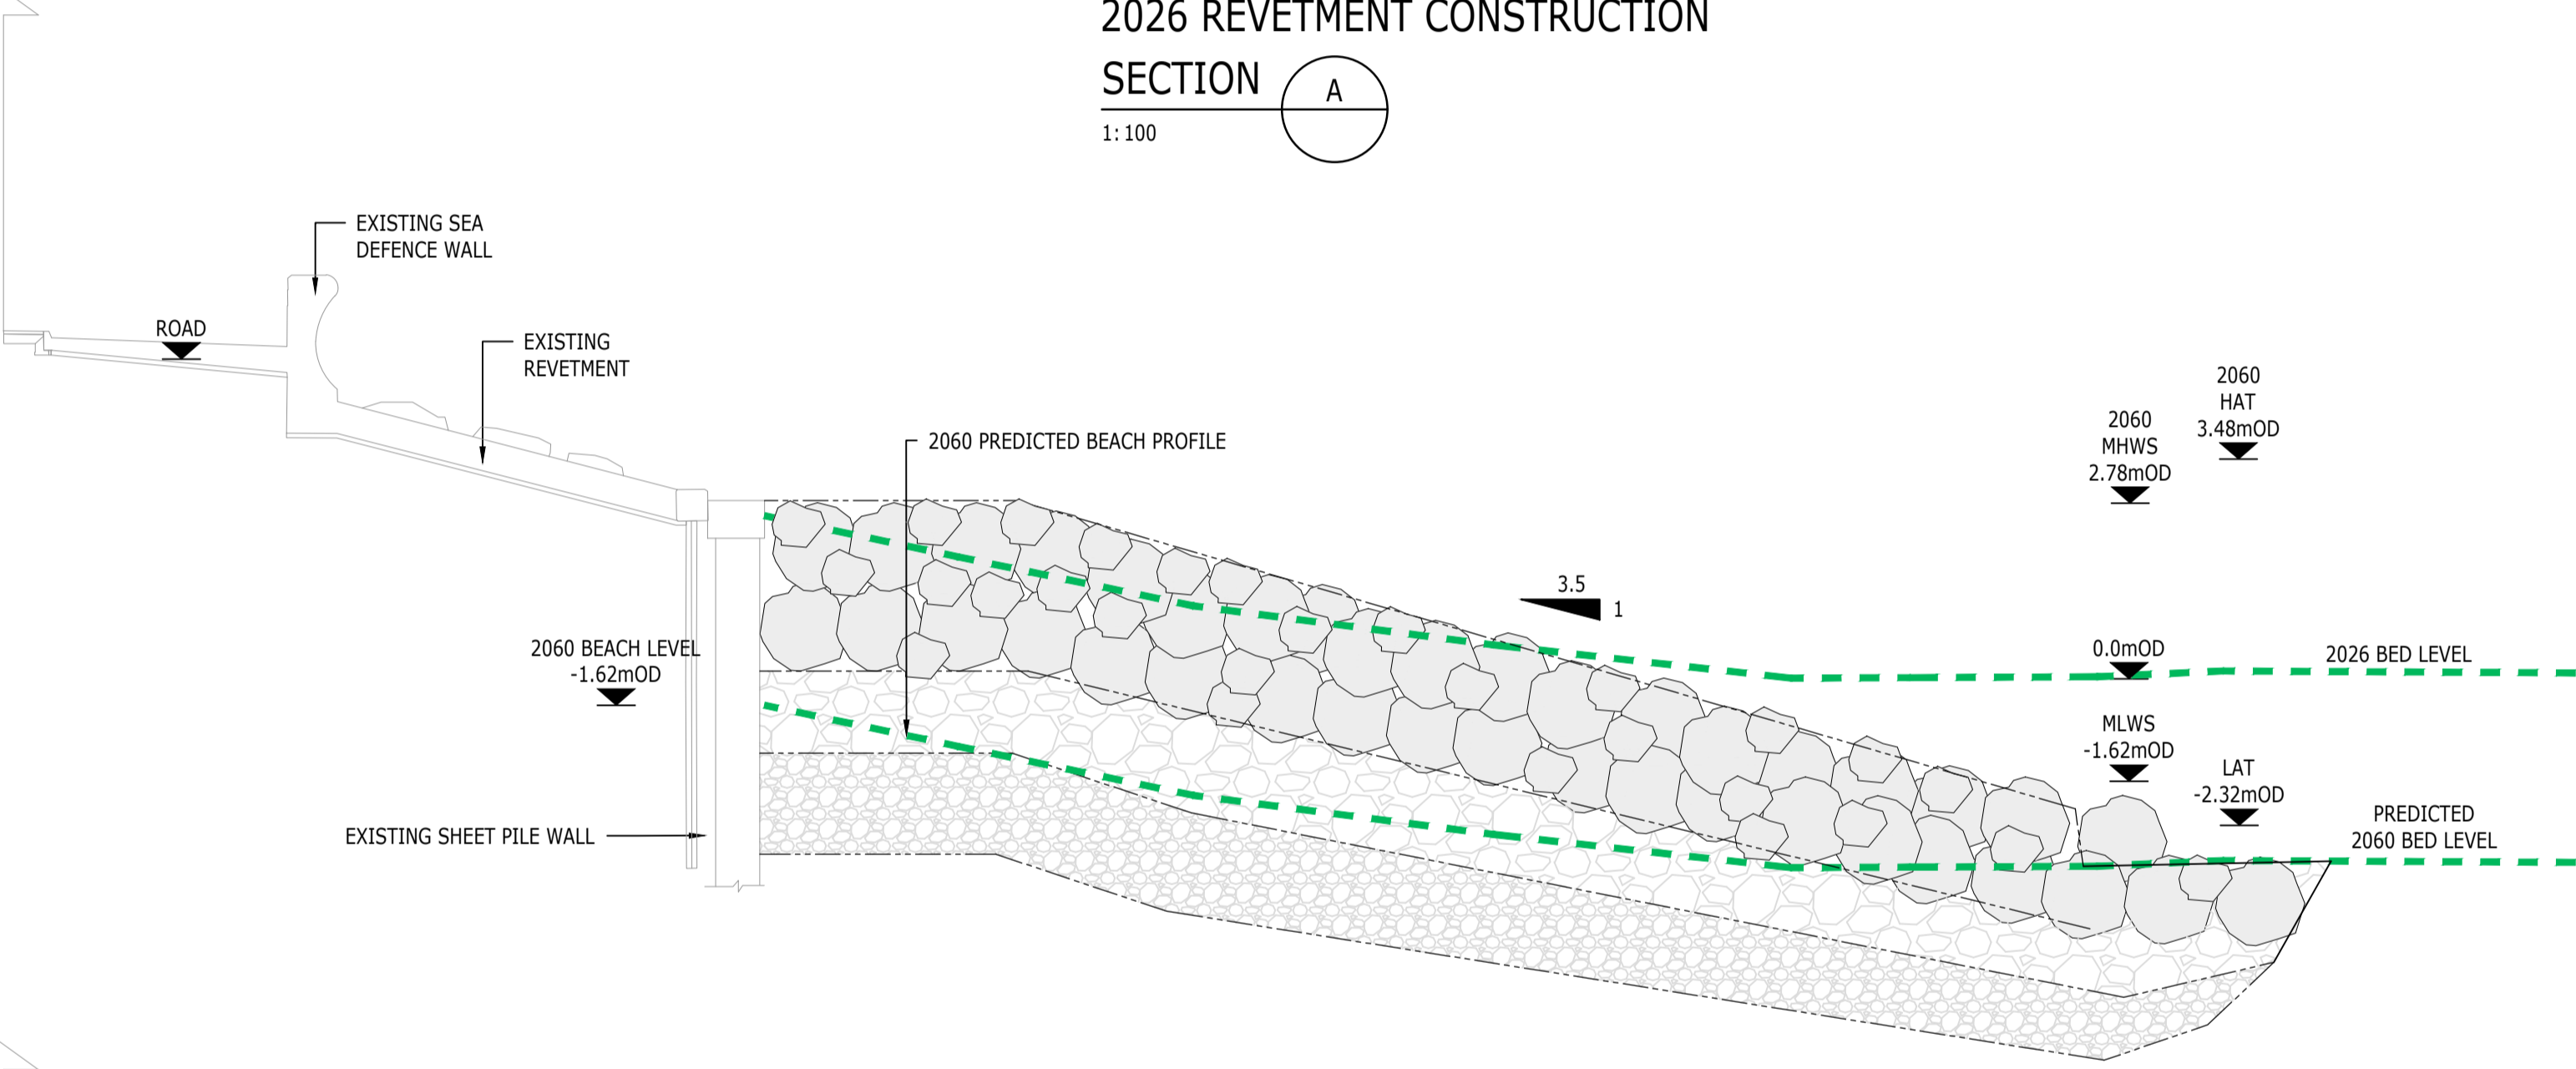 2026 REVETMENT CONSTRUCTION
SECTION
A
1:100
EXISTING SEA
DEFENCE WALL
ROAD
EXISTING
REVETMENT
2060 PREDICTED BEACH PROFILE
2060
HAT
3.48mOD
2060
MHWS
2.78mOD
3.5
1
2060 BEACH LEVEL
-1.62mOD
0.0mOD
2026 BED LEVEL
MLWS
-1.62mOD
LAT
-2.32mOD
EXISTING SHEET PILE WALL
PREDICTED
2060 BED LEVEL